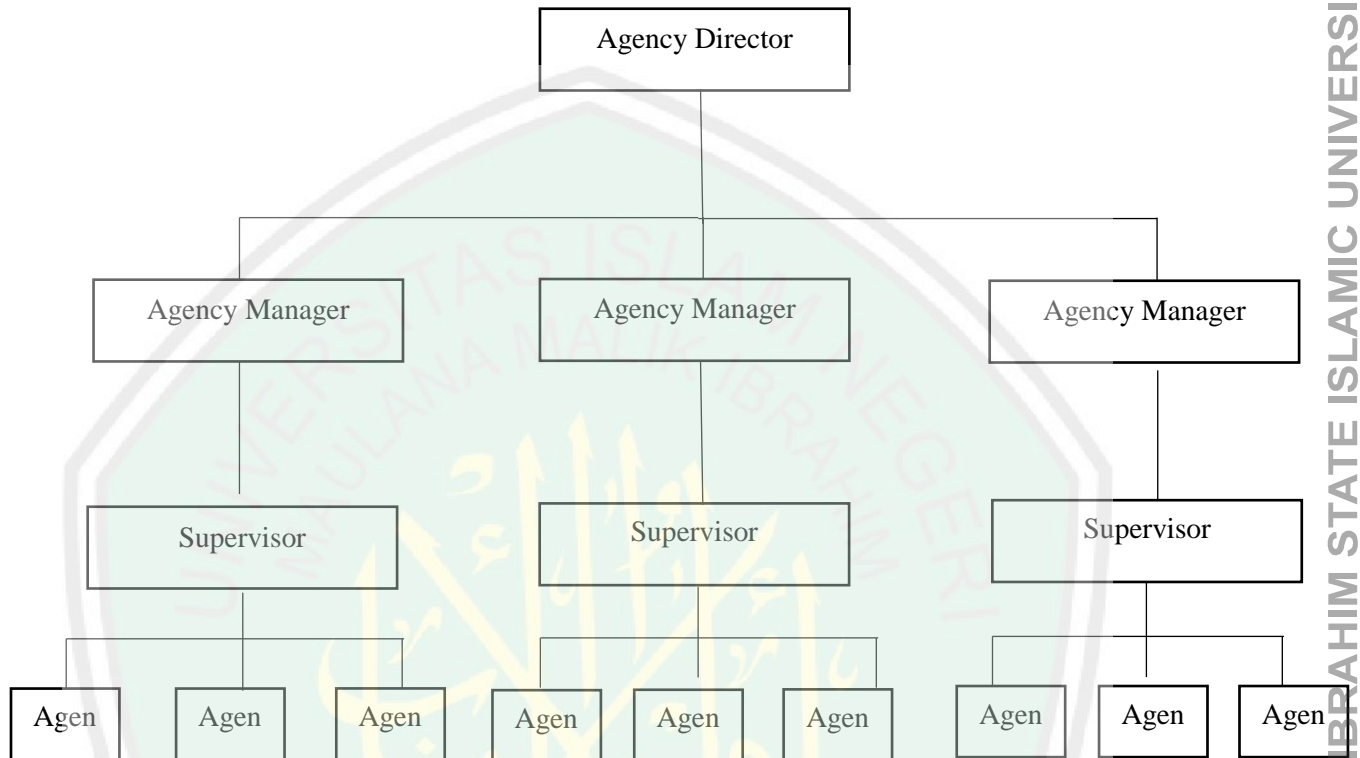 Agency Director
Agency Manager
Agency Manager
Agency Manager
Supervisor
Supervisor
Supervisor
Agen
Agen
Agen
Agen
Agen
Agen
Agen
Agen
Agen
UNIVERSITAS ISLAM NEGERI
MAULANA MALIK IBRAHIM
IBRAHIM STATE ISLAMIC